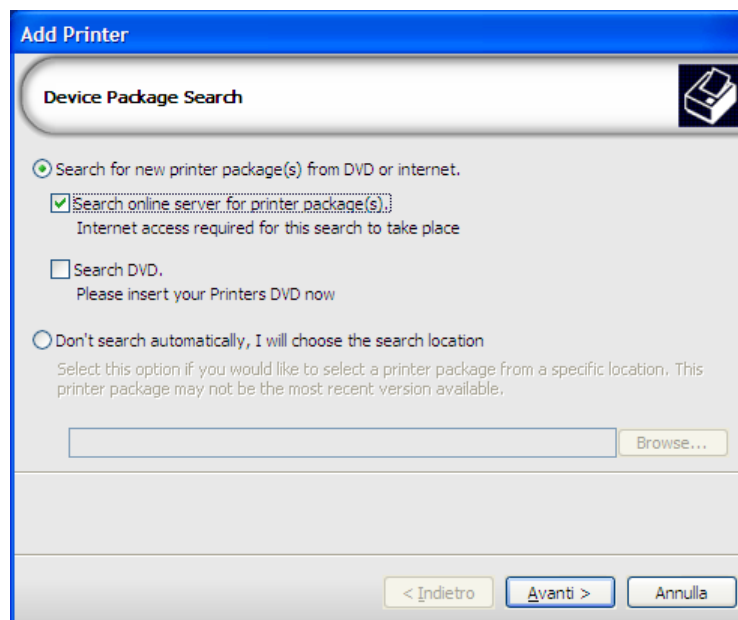 Add Printer
Device Package Search
Search for new printer package(s) from DVD or internet.
Search online server for printer package(s).
Internet access required for this search to take place
Search DVD.
Please insert your Printers DVD now
Don't search automatically, I will choose the search location
Select this option if you would like to select a printer package from a specific location. This
printer package may not be the most recent version available.
Browse...
< Indietro
Avanti >
Annulla